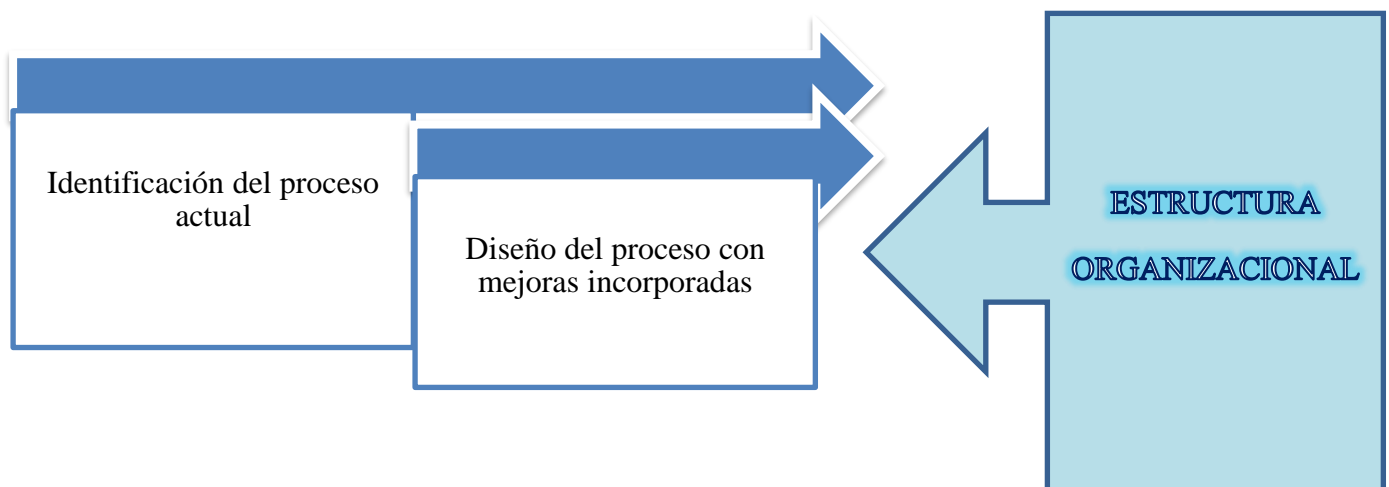 Identificación del proceso
actual
Diseño del proceso con
mejoras incorporadas
ESTRUCTURA
ORGANIZACIONAL